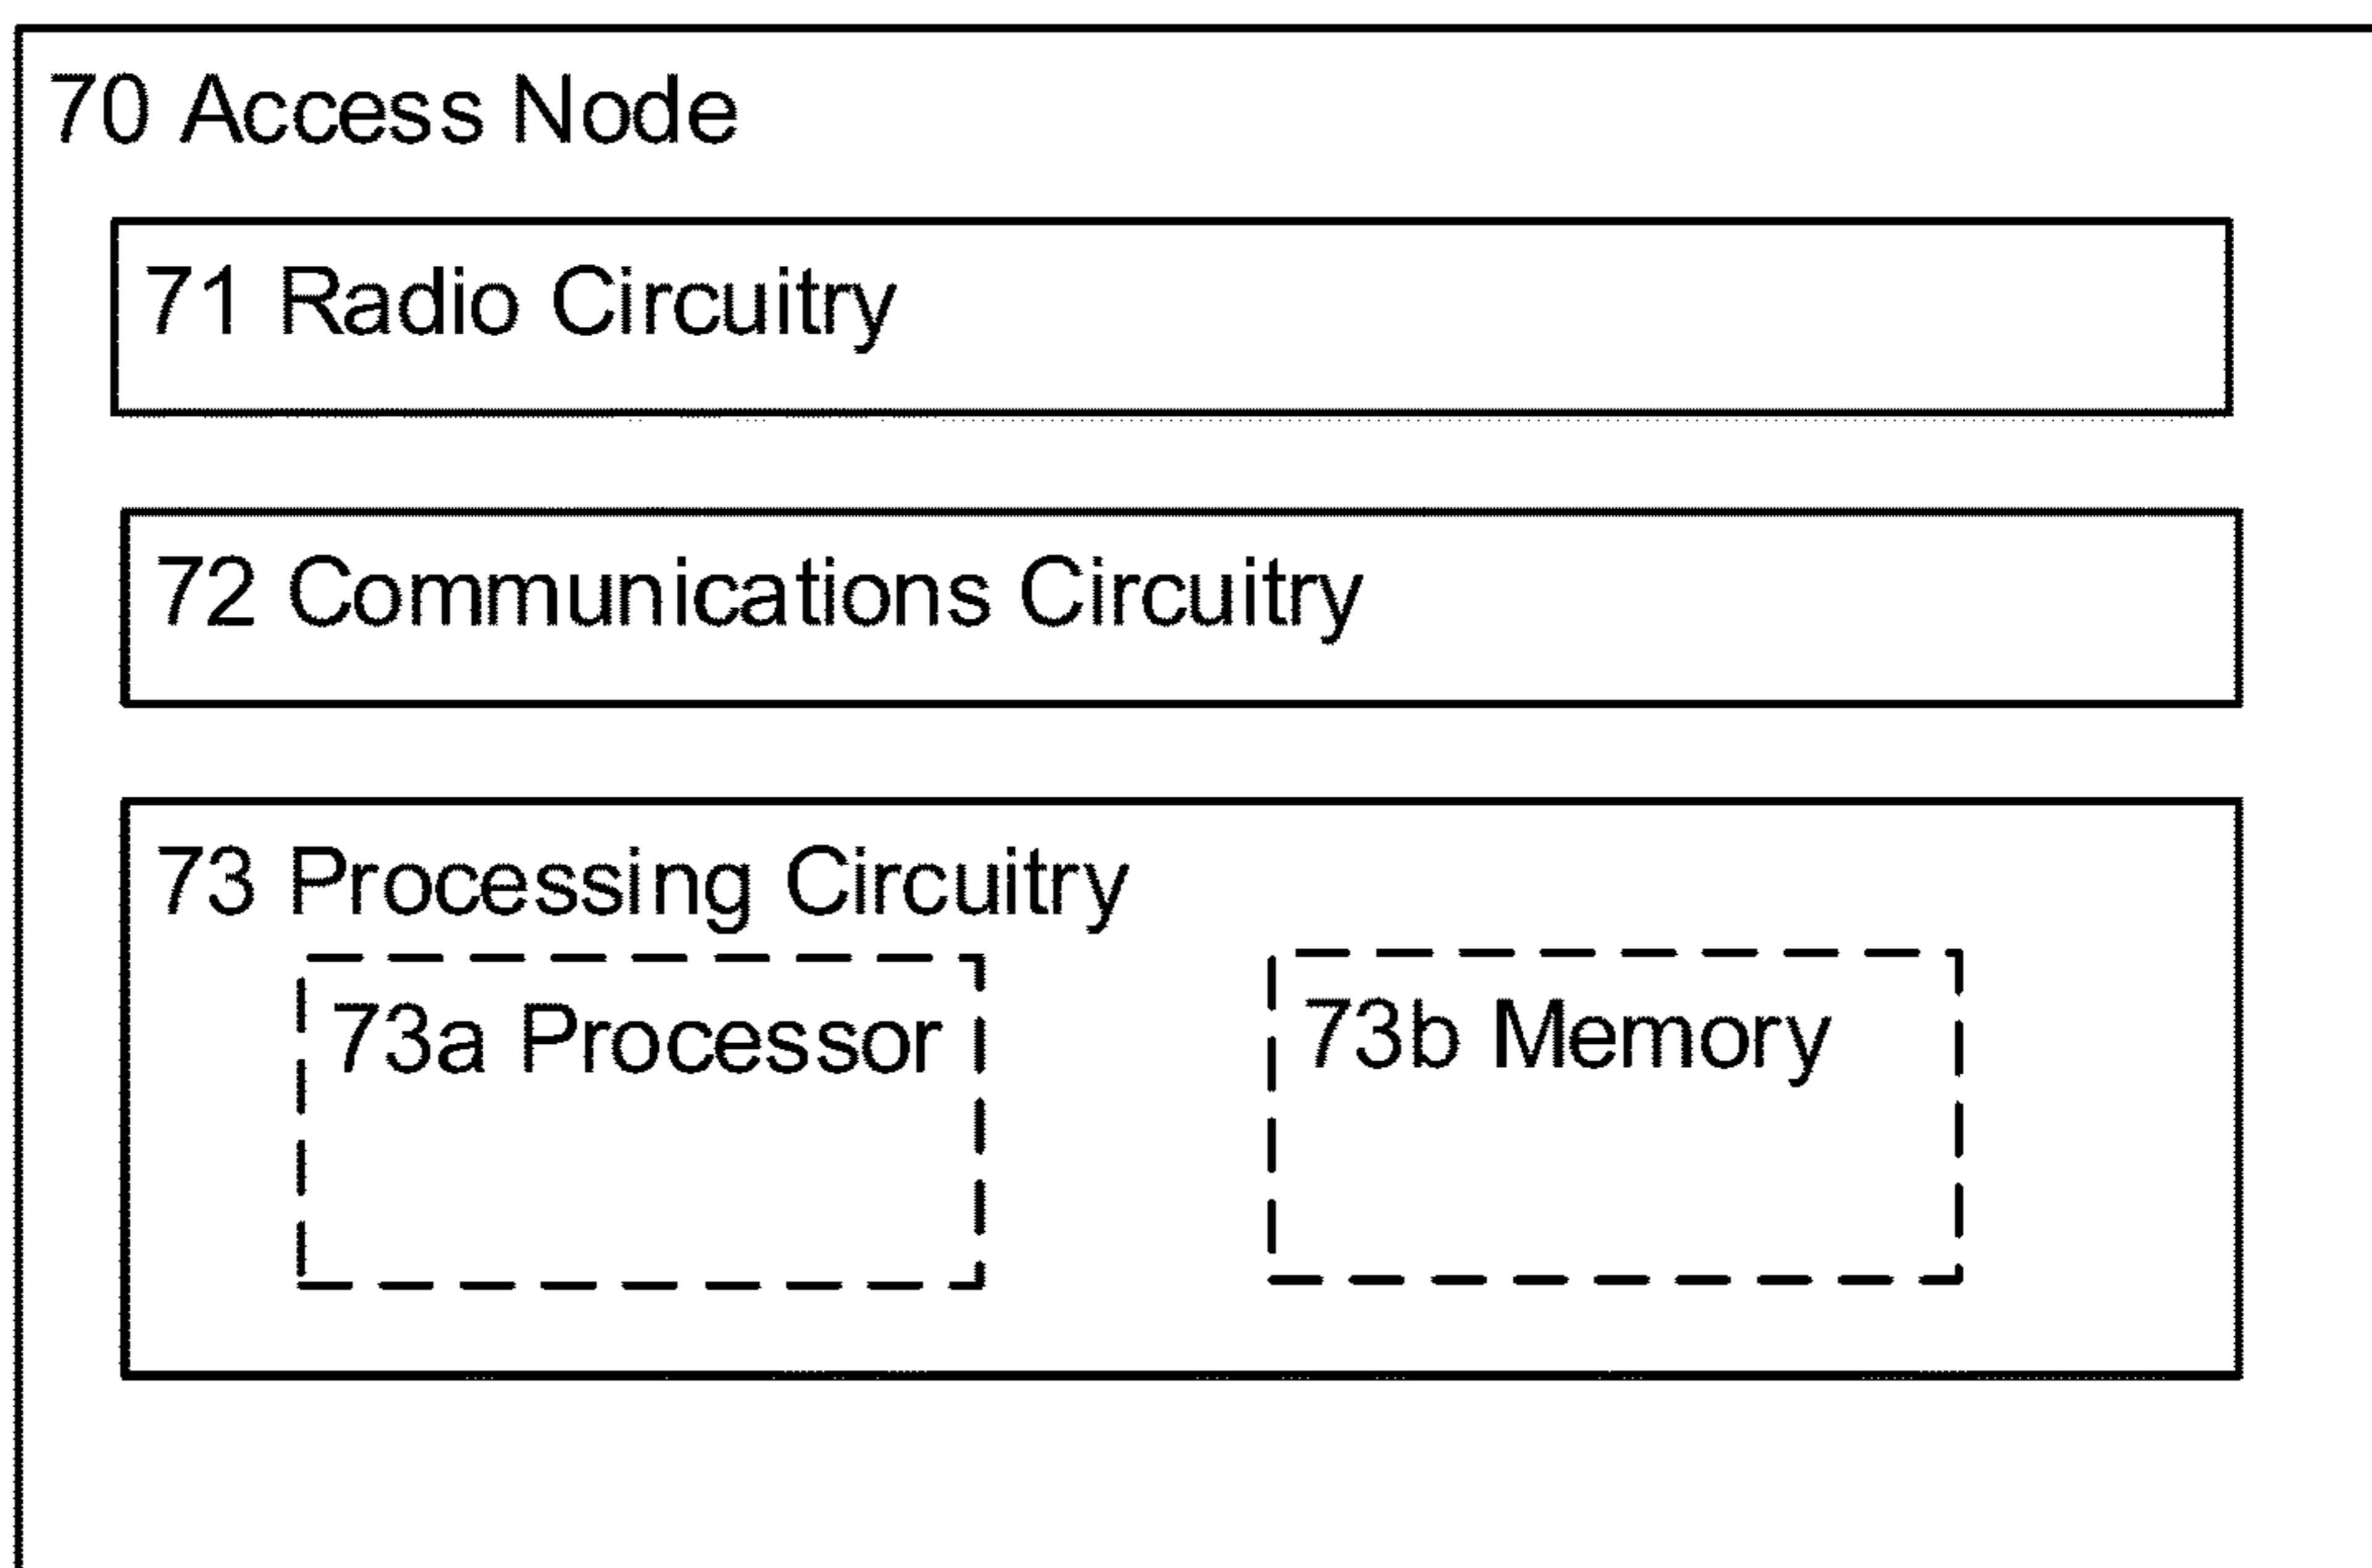 70 Access Node
71 Radio Circuitry
72 Communications Circuitry
73 Processing Circuitry
73a Processor
73b Memory